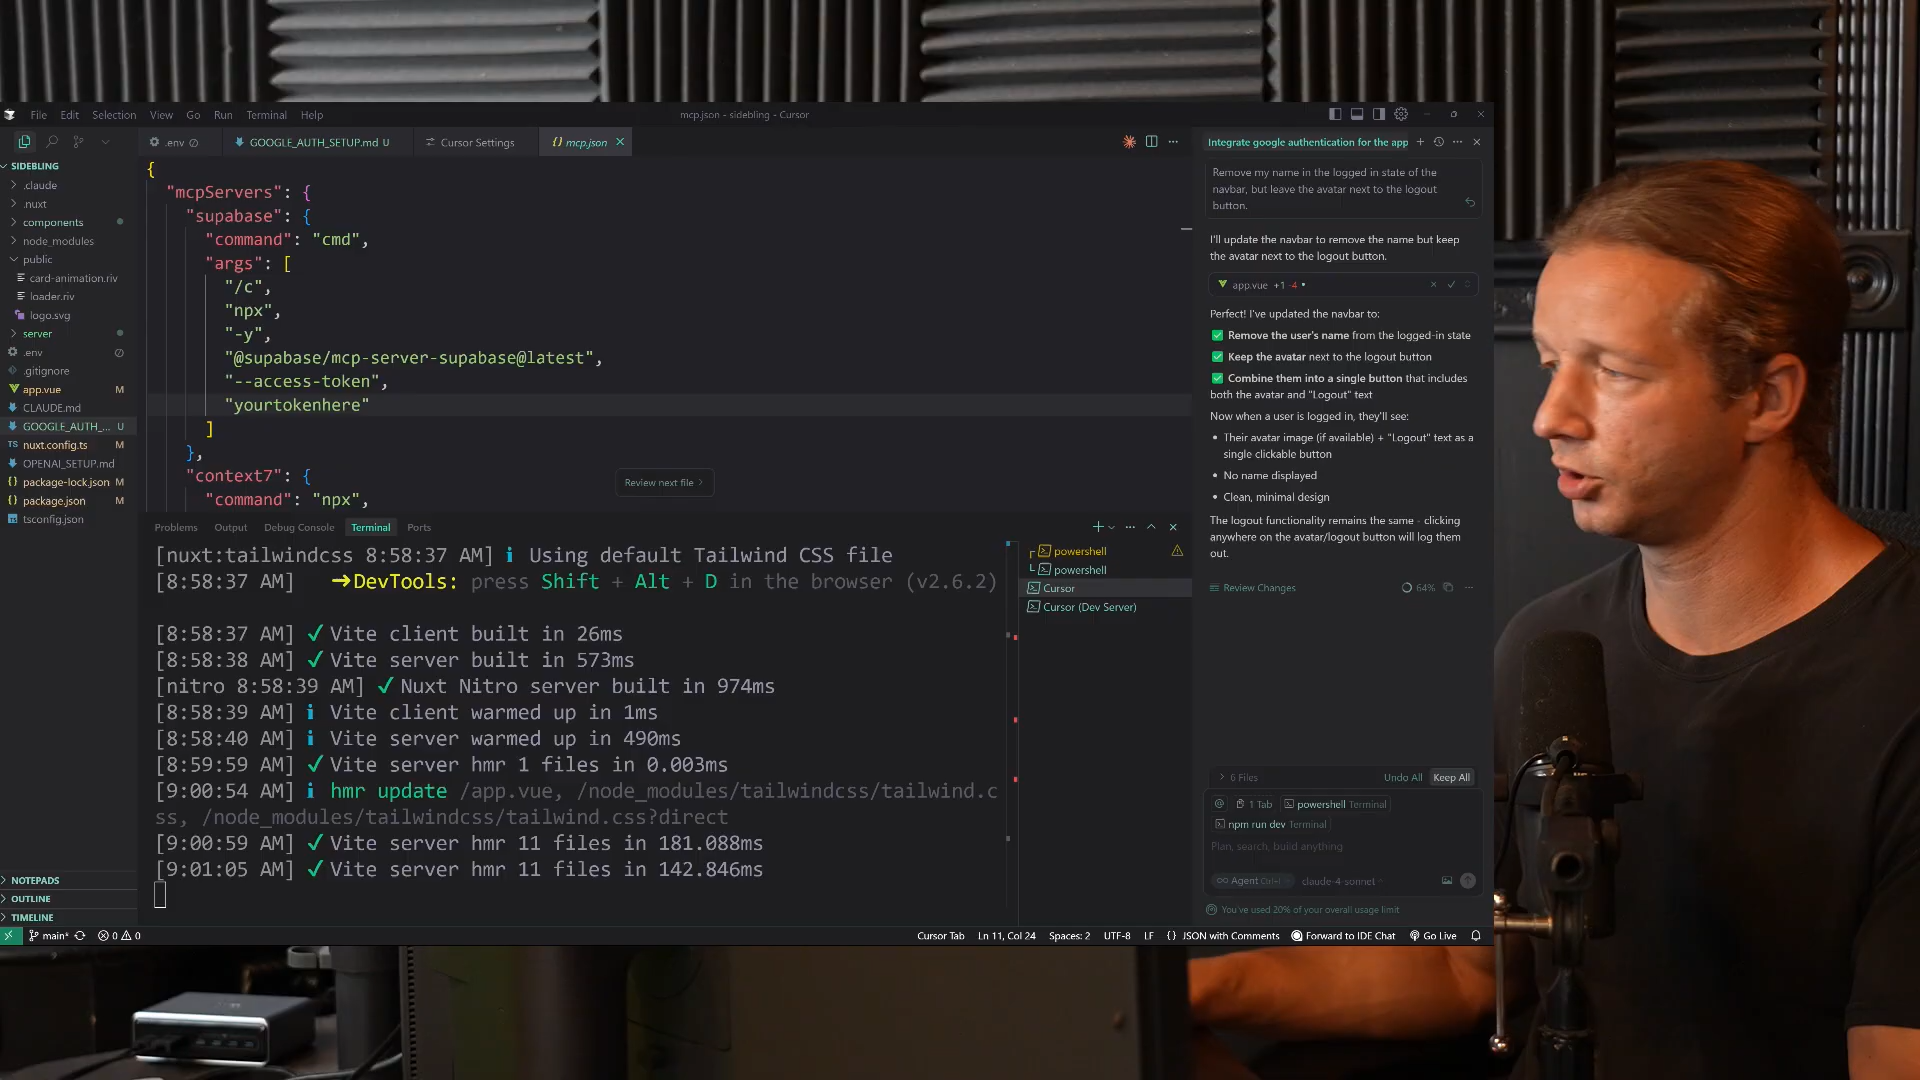 File Edit Selection View Go Run Terminal Help
mcp.json - sidebling - Cursor
.env
GOOGLE_AUTH_SETUP.md U
Cursor Settings
{} mcp.json
SIDEBLING
.claude
.nuxt
components
node_modules
public
card-animation.riv
loader.riv
logo.svg
server
.env
.gitignore
app.vue M
CLAUDE.md
GOOGLE_AUTH_... U
nuxt.config.ts M
OPENAI_SETUP.md
package-lock.json M
package.json M
tsconfig.json
NOTEPADS
OUTLINE
TIMELINE
{
"mcpServers": {
"supabase": {
"command": "cmd",
"args": [
"/c",
"npx",
"-y",
"@supabase/mcp-server-supabase@latest",
"--access-token",
"yourtokenhere"
]
},
"context7": {
"command": "npx",
Review next file
Problems Output Debug Console Terminal Ports
[nuxt:tailwindcss 8:58:37 AM] ℹ Using default Tailwind CSS file
[8:58:37 AM] ➜DevTools: press Shift + Alt + D in the browser (v2.6.2)
[8:58:37 AM] ✓ Vite client built in 26ms
[8:58:38 AM] ✓ Vite server built in 573ms
[nitro 8:58:39 AM] ✓ Nuxt Nitro server built in 974ms
[8:58:39 AM] ℹ Vite client warmed up in 1ms
[8:58:40 AM] ℹ Vite server warmed up in 490ms
[8:59:59 AM] ✓ Vite server hmr 1 files in 0.003ms
[9:00:54 AM] ℹ hmr update /app.vue, /node_modules/tailwindcss/tailwind.c
ss, /node_modules/tailwindcss/tailwind.css?direct
[9:00:59 AM] ✓ Vite server hmr 11 files in 181.088ms
[9:01:05 AM] ✓ Vite server hmr 11 files in 142.846ms
powershell
powershell
Cursor
Cursor (Dev Server)
Integrate google authentication for the app
Remove my name in the logged in state of the
navbar, but leave the avatar next to the logout
button.
I'll update the navbar to remove the name but keep
the avatar next to the logout button.
app.vue +1 -4
Perfect! I've updated the navbar to:
✅ Remove the user's name from the logged-in state
✅ Keep the avatar next to the logout button
✅ Combine them into a single button that includes
both the avatar and "Logout" text
Now when a user is logged in, they'll see:
• Their avatar image (if available) + "Logout" text as a
single clickable button
• No name displayed
• Clean, minimal design
The logout functionality remains the same - clicking
anywhere on the avatar/logout button will log them
out.
Review Changes 64%
6 Files Undo All Keep All
@ 1 Tab powershell Terminal
npm run dev Terminal
Plan, search, build anything
Agent Ctrl+I claude-4-sonnet
You've used 20% of your overall usage limit
main* 0 0
Cursor Tab Ln 11, Col 24 Spaces: 2 UTF-8 LF {} JSON with Comments Forward to IDE Chat Go Live